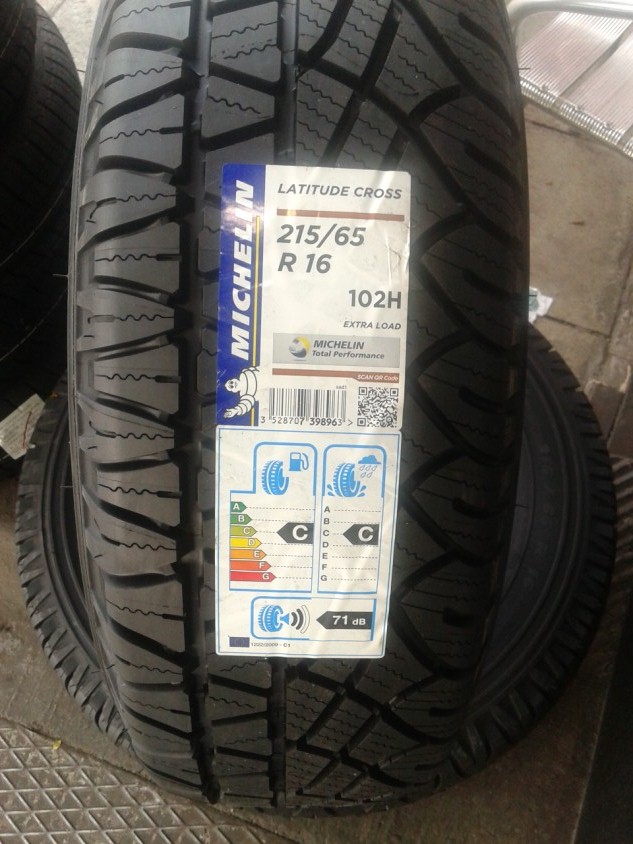 MICHELIN
LATITUDE CROSS
215/65
R 16
102H
EXTRA LOAD
MICHELIN
Total Performance
SCAN QR Code
3 528707 398963 >
A
B
C
D
E
F
G
C
A
B
C
D
E
F
G
C
71 dB
- C1